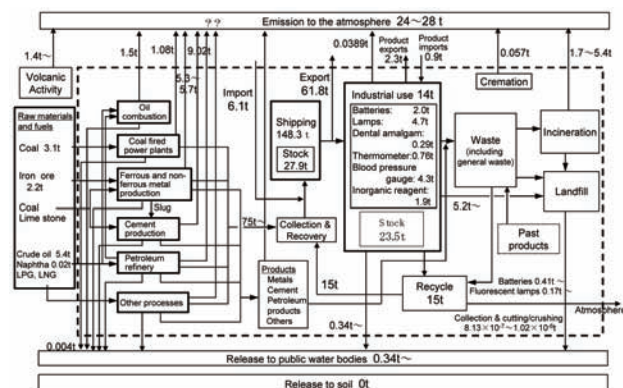 Emission to the atmosphere 24～28 t
? ?
1.4t～
1.5t
1.08t
9.02t
5.3～
5.7t
0.0389t
Product
exports
2.3t
Product
imports
0.9t
0.057t
1.7～5.4t
Volcanic
Activity
Import
6.1t
Export
61.8t
Cremation
Raw materials
and fuels
Coal 3.1t
Iron ore
2.2t
Coal
Lime stone
Crude oil 5.4t
Naphtha 0.02t
LPG, LNG
Oil
combustion
Coal fired
power plants
Ferrous and non-
ferrous metal
production
Slug
Cement
production
Petroleum
refinery
Other processes
Shipping
148.3 t
Stock
27.9t
75t
Collection &
Recovery
Products
Metals
Cement
Petroleum
products
Others
15t
Industrial use 14t
Batteries: 2.0t
Lamps: 4.7t
Dental amalgam:
0.29t
Thermometer:0.76t
Blood pressure
gauge: 4.3t
Inorganic reagent:
1.9t
Stock
23.5t
Waste
(including
general waste)
Incineration
Landfill
5.2t～
Past
products
Recycle
15t
Batteries 0.41t～
Fluorescent lamps 0.17t～
Atmosphere
Collection & cutting/crushing
0.34t～
0.004t
Release to public water bodies 0.34t～
Release to soil 0t